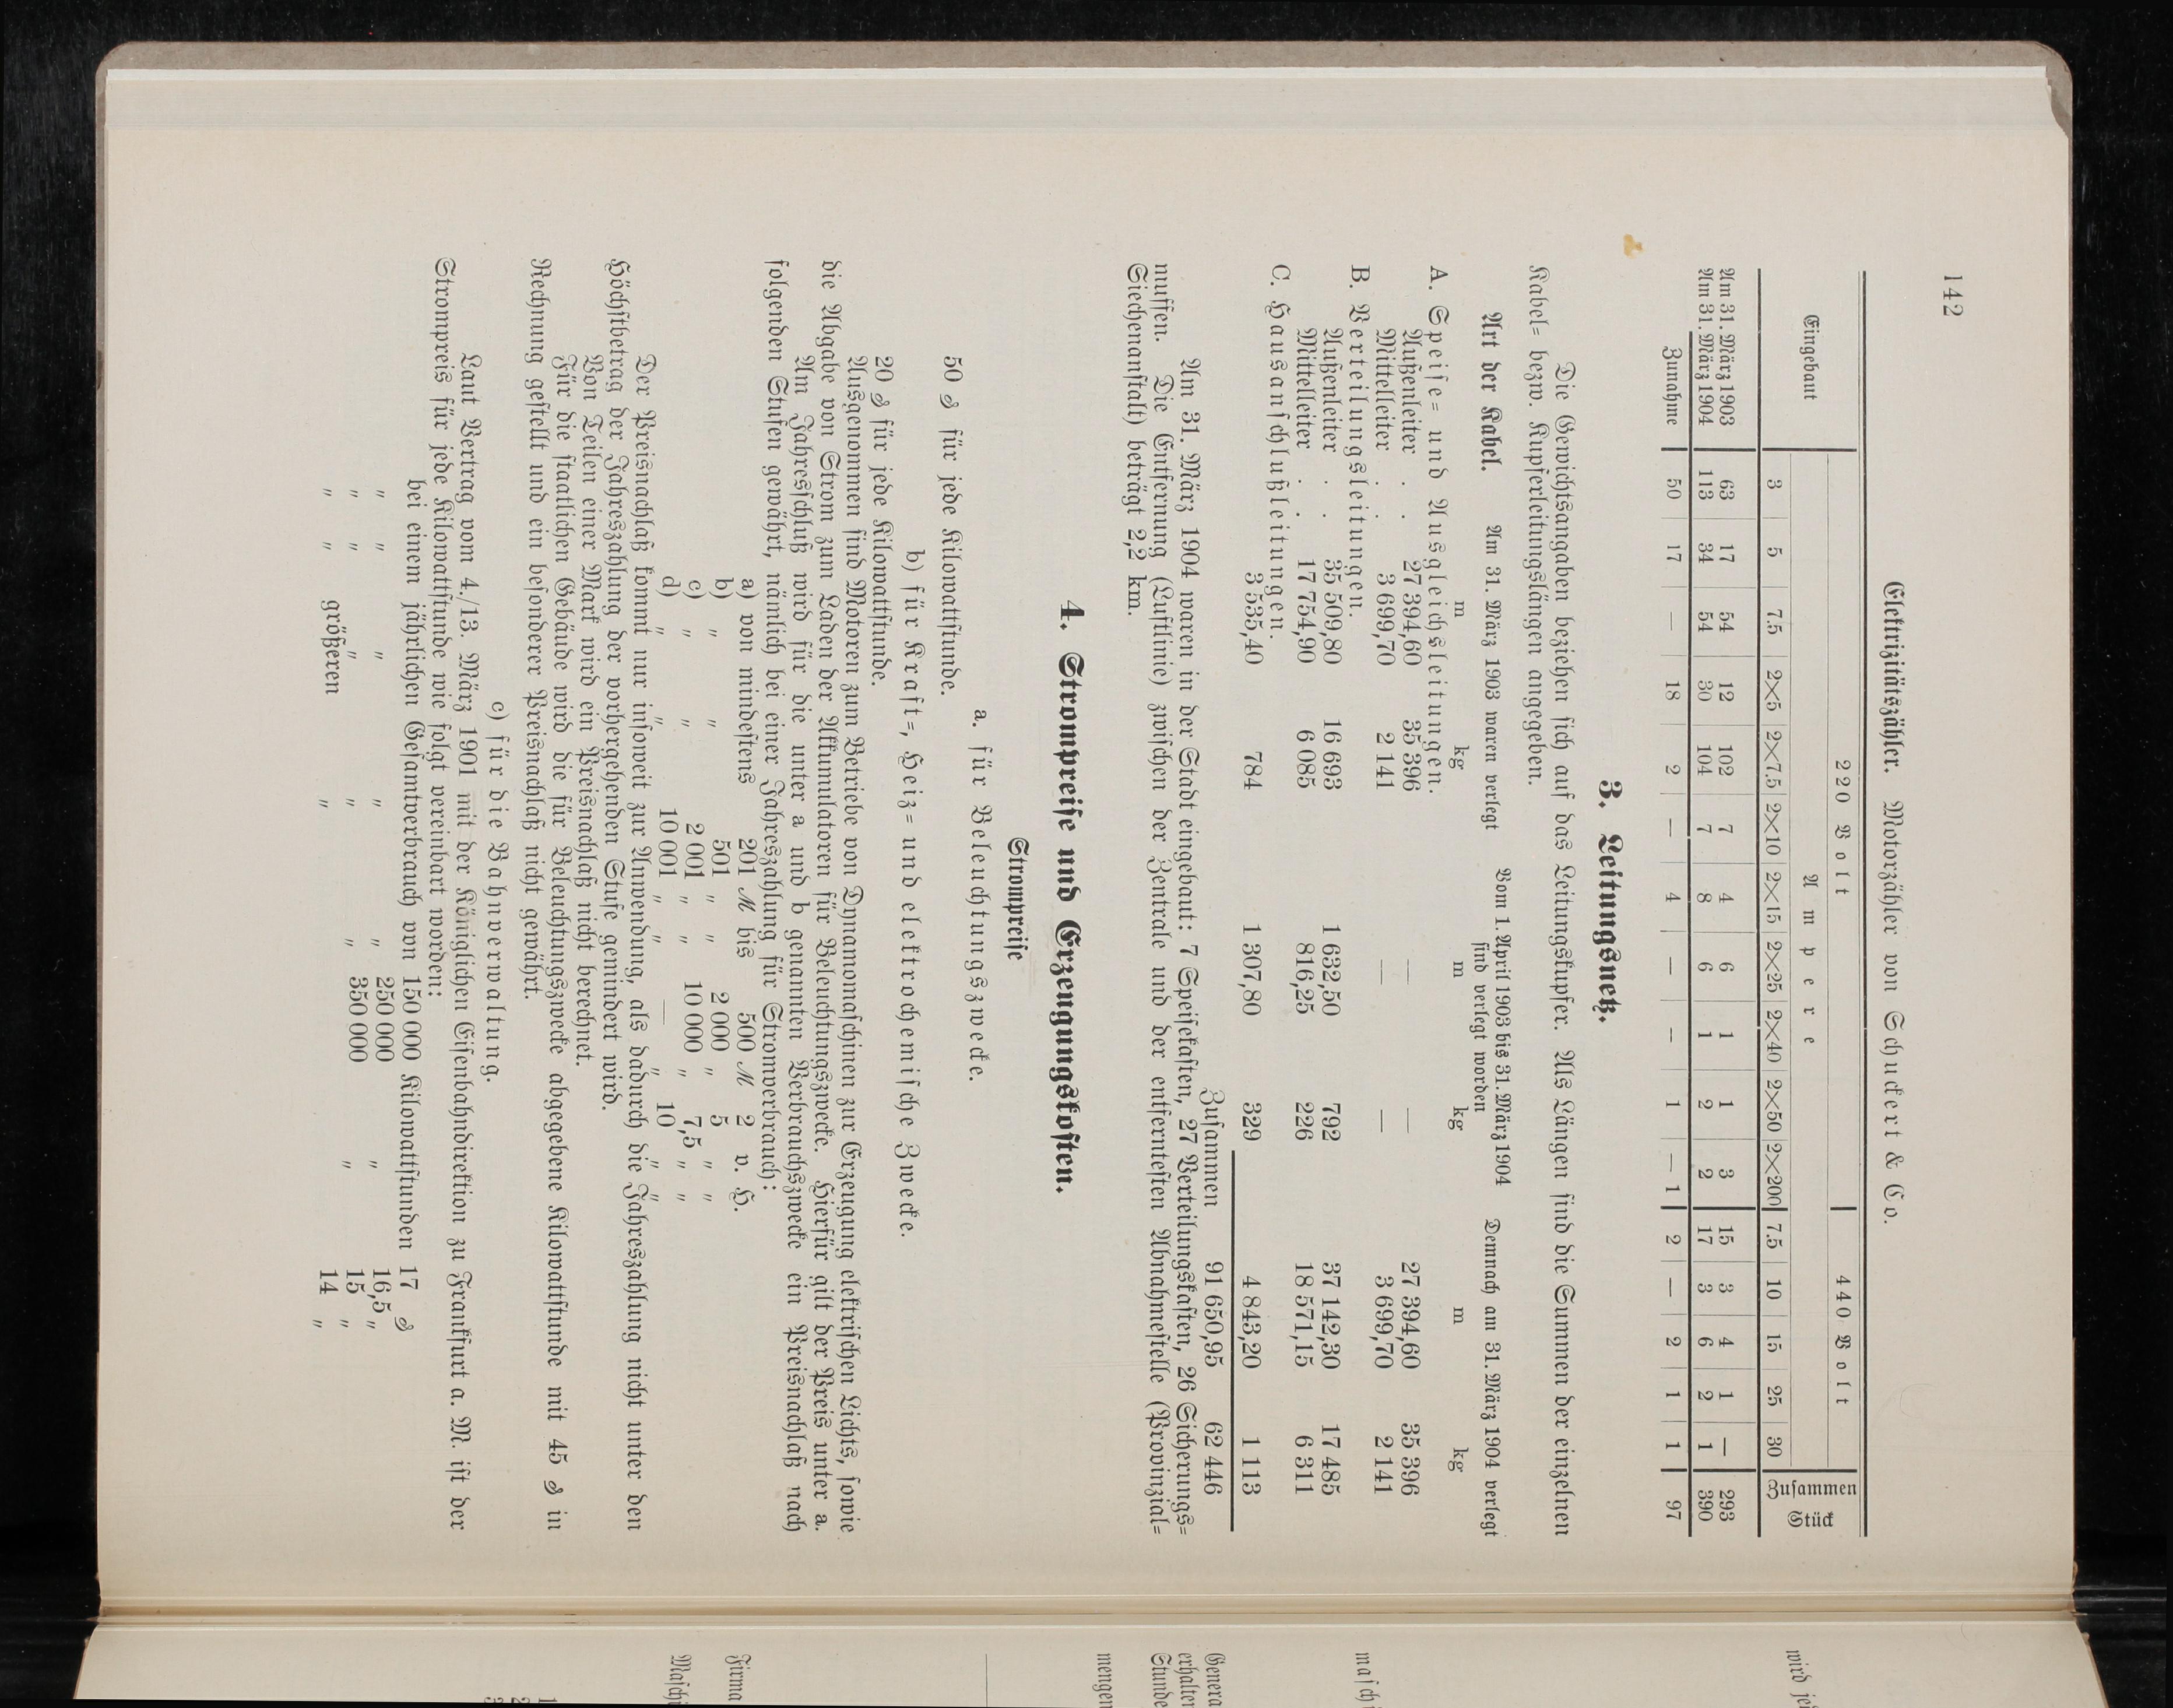 142
Elektrizitätszähler. Motorzähler von Schuckert & Co.
Eingebaut 220 Volt 440 Volt Zusammen Stück
Ampere
3 5 7.5 2×5 2×7.5 2×10 2×15 2×25 2×40 2×50 2×200 7.5 10 15 25 30
Am 31. März 1903 63 17 54 12 102 7 4 6 1 1 3 15 3 4 1 — 293
Am 31. März 1904 113 34 54 30 104 7 8 6 1 2 2 17 3 6 2 1 390
Zunahme 50 17 — 18 2 — 4 — — 1 —1 2 — 2 1 1 97
3. Leitungsnetz.
Die Gewichtsangaben beziehen sich auf das Leitungskupfer. Als Längen sind die Summen der einzelnen
Kabel= bezw. Kupferleitungslängen angegeben.
Art der Kabel. Am 31. März 1903 waren verlegt Vom 1. April 1903 bis 31. März 1904 sind verlegt worden Demnach am 31. März 1904 verlegt
m kg m kg m kg
A. Speise= und Ausgleichsleitungen.
Außenleiter . . 27 394,60 35 396 — — 27 394,60 35 396
Mittelleiter . . 3 699,70 2 141 — — 3 699,70 2 141
B. Verteilungsleitungen.
Außenleiter . . 35 509,80 16 693 1 632,50 792 37 142,30 17 485
Mittelleiter . . 17 754,90 6 085 816,25 226 18 571,15 6 311
C. Hausanschlußleitungen.
3 535,40 784 1 307,80 329 4 843,20 1 113
Zusammen 91 650,95 62 446
Am 31. März 1904 waren in der Stadt eingebaut: 7 Speisekasten, 27 Verteilungskasten, 26 Sicherungs=
muffen. Die Entfernung (Luftlinie) zwischen der Zentrale und der entferntesten Abnahmestelle (Provinzial=
Siechenanstalt) beträgt 2,2 km.
4. Strompreise und Erzeugungskosten.
Strompreise
a. für Beleuchtungszwecke.
50 ₰ für jede Kilowattstunde.
b) für Kraft=, Heiz= und elektrochemische Zwecke.
20 ₰ für jede Kilowattstunde.
Ausgenommen sind Motoren zum Betriebe von Dynamomaschinen zur Erzeugung elektrischen Lichts, sowie
die Abgabe von Strom zum Laden der Akkumulatoren für Beleuchtungszwecke. Hierfür gilt der Preis unter a.
Am Jahresschluß wird für die unter a und b genannten Verbrauchszwecke ein Preisnachlaß nach
folgenden Stufen gewährt, nämlich bei einer Jahreszahlung für Stromverbrauch):
a) von mindestens 201 ℳ bis 500 ℳ 2 v. H.
b) " " 501 " " 2 000 " 5 " "
c) " " 2 001 " " 10 000 " 7,5 " "
d) " " 10 001 " " — " 10 " "
Der Preisnachlaß kommt nur insoweit zur Anwendung, als dadurch die Jahreszahlung nicht unter den
Höchstbetrag der Jahreszahlung der vorhergehenden Stufe gemindert wird.
Von Teilen einer Mark wird ein Preisnachlaß nicht berechnet.
Für die staatlichen Gebäude wird die für Beleuchtungszwecke abgegebene Kilowattstunde mit 45 ₰ in
Rechnung gestellt und ein besonderer Preisnachlaß nicht gewährt.
c) für die Bahnverwaltung.
Laut Vertrag vom 4./13. März 1901 mit der Königlichen Eisenbahndirektion zu Frankfurt a. M. ist der
Strompreis für jede Kilowattstunde wie folgt vereinbart worden:
bei einem jährlichen Gesamtverbrauch von 150 000 Kilowattstunden 17 ₰
" " " " " 250 000 " 16,5 "
" " " " " 350 000 " 15 "
" " größeren " 14 "
wird je
masch
Genera
erhalten
Stunde
mengen
Firma
Masch
1
2
3